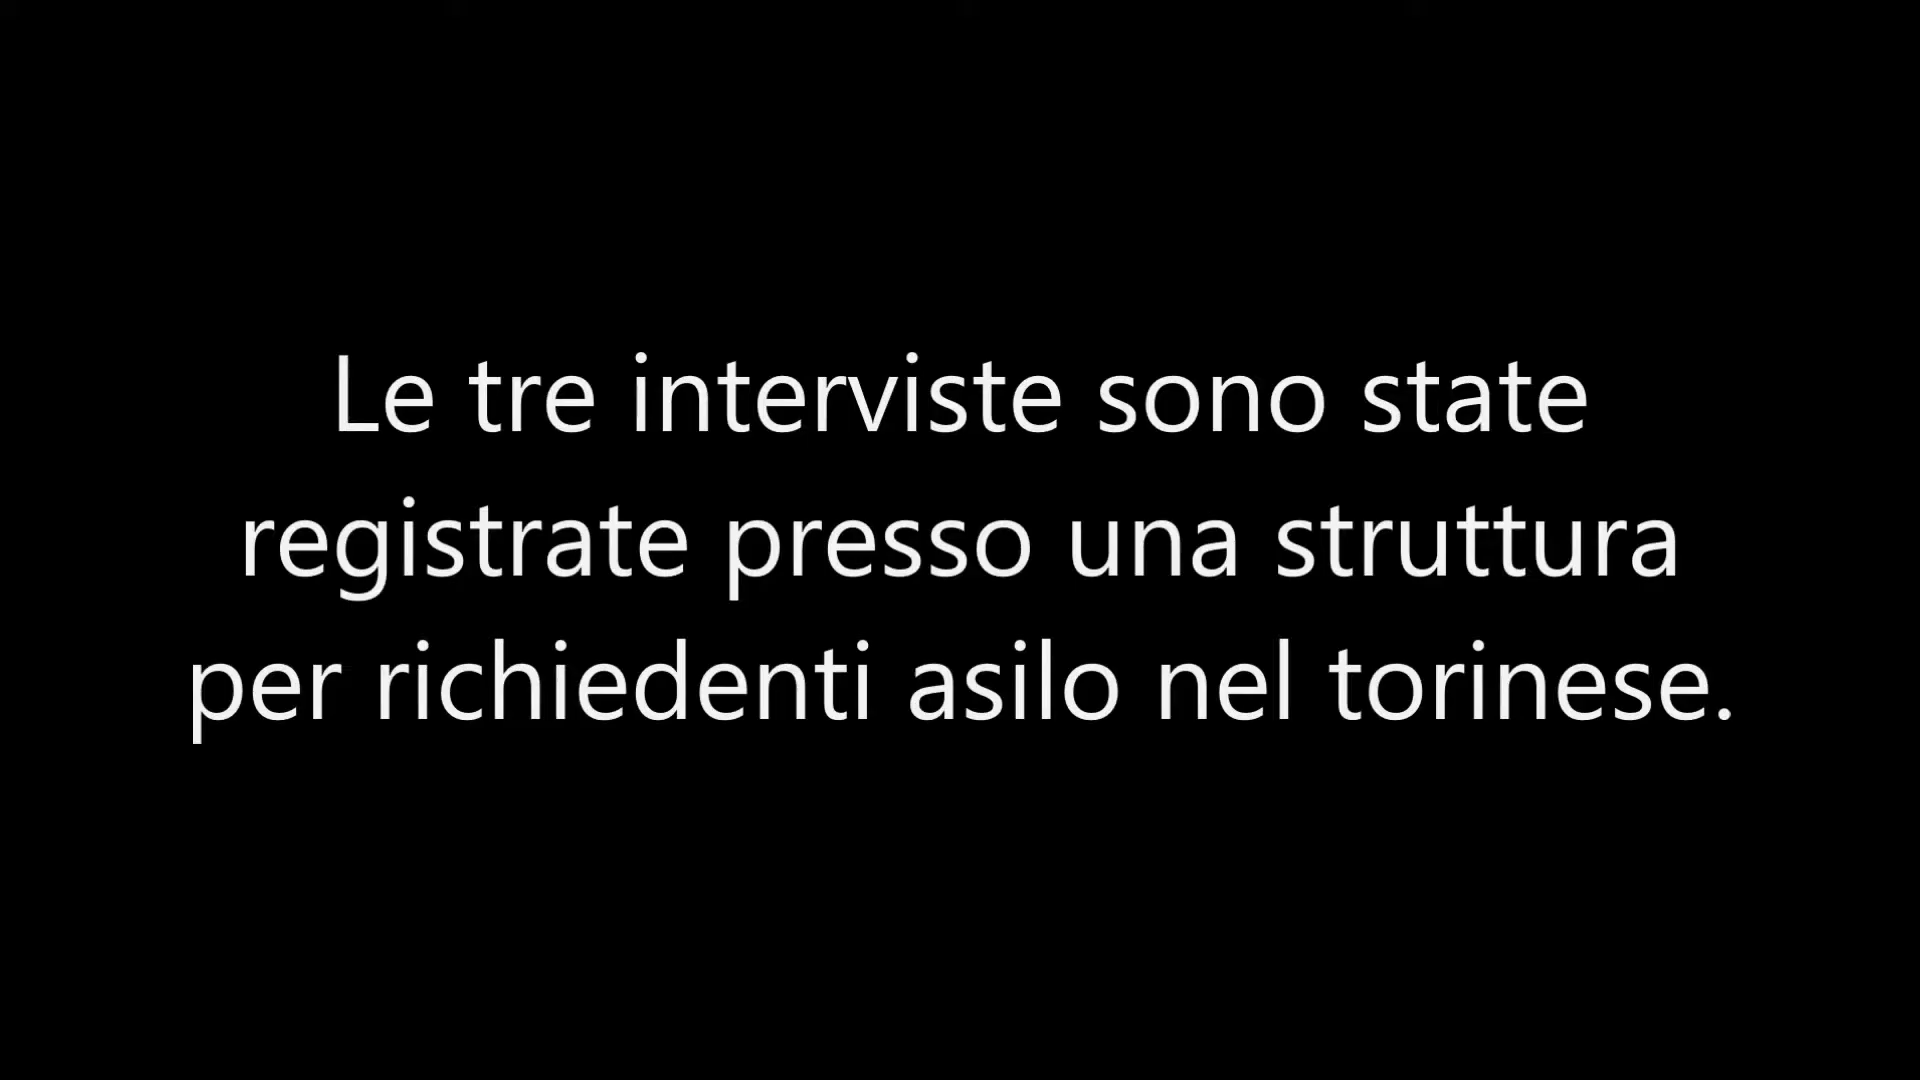 Le tre interviste sono state
registrate presso una struttura
per richiedenti asilo nel torinese.